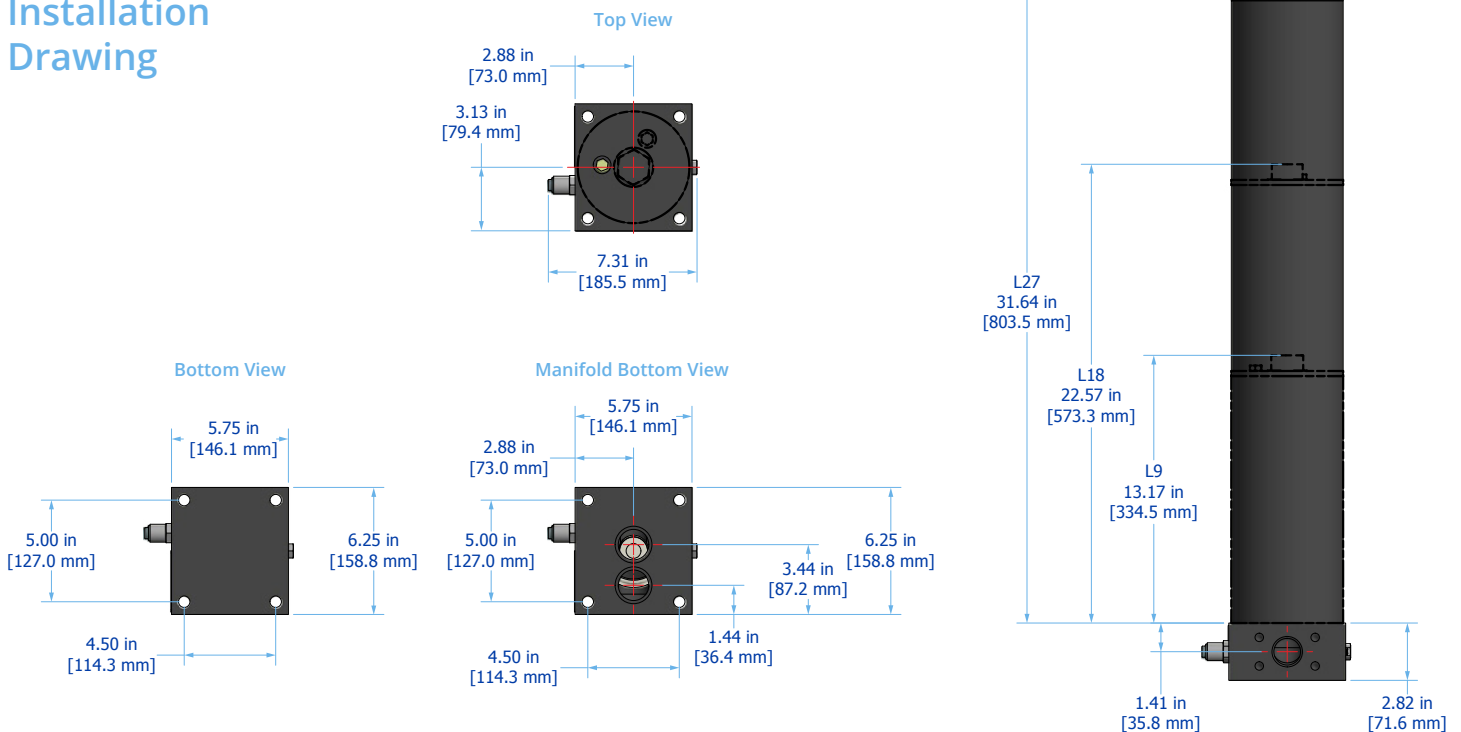 Installation
Drawing
Top View
2.88 in
[73.0 mm]
3.13 in
[79.4 mm]
7.31 in
[185.5 mm]
Bottom View
5.75 in
[146.1 mm]
5.00 in
[127.0 mm]
6.25 in
[158.8 mm]
4.50 in
[114.3 mm]
Manifold Bottom View
5.75 in
[146.1 mm]
2.88 in
[73.0 mm]
5.00 in
[127.0 mm]
6.25 in
[158.8 mm]
3.44 in
[87.2 mm]
1.44 in
[36.4 mm]
4.50 in
[114.3 mm]
L27
31.64 in
[803.5 mm]
L18
22.57 in
[573.3 mm]
L9
13.17 in
[334.5 mm]
1.41 in
[35.8 mm]
2.82 in
[71.6 mm]